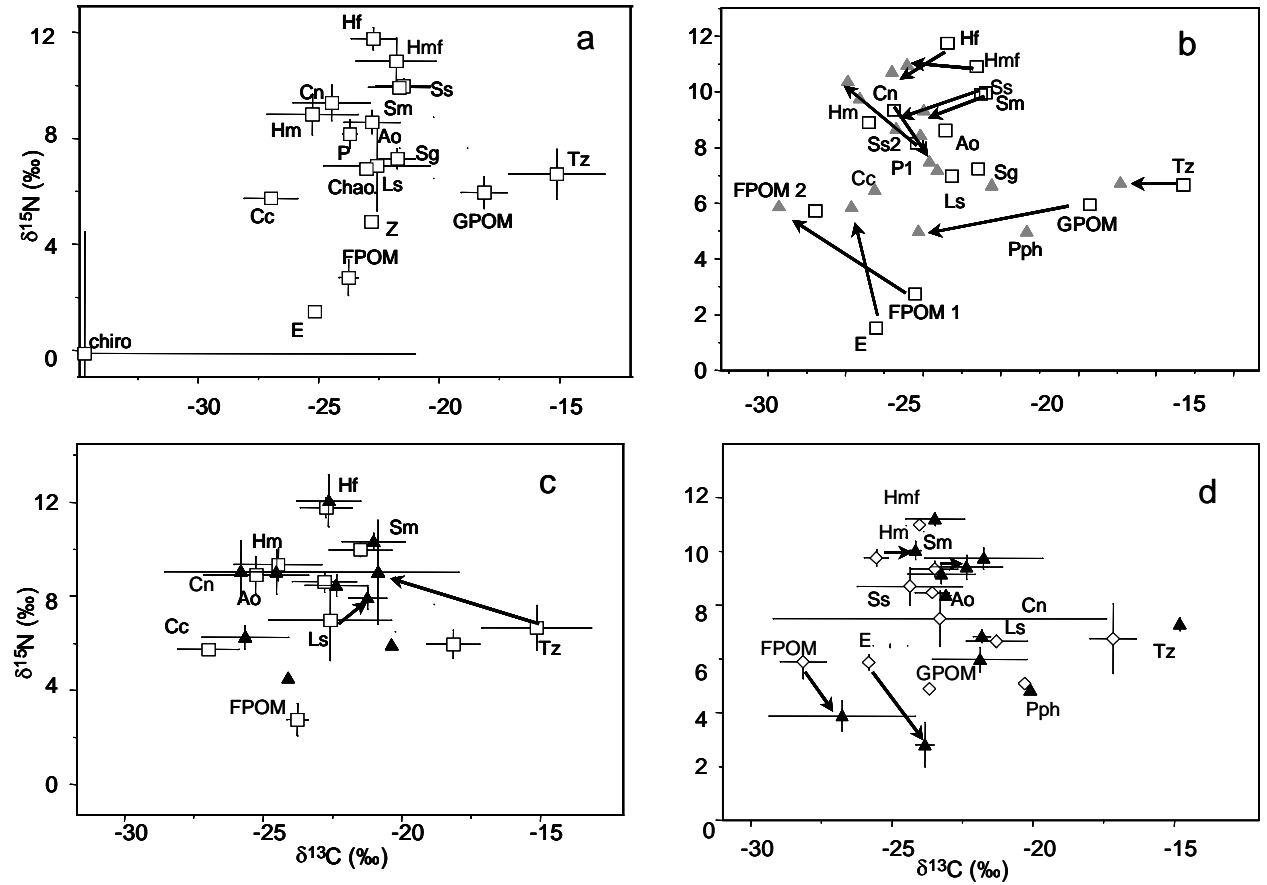 a
Hf
12
Hmf
Cn
Ss
Sm
8
Hm
Ao
P
Sg
Tz
Chao
Ls
Cc
GPOM
Z
4
FPOM
E
chiro
0
-30 -25 -20 -15
δ15N (‰)
b
12
Hf
Hmf
10
Cn
Ss
Sm
Hm
8
Ss2
Ao
P1
Sg
Tz
Cc
6
FPOM 2
Ls
GPOM
Pph
4
FPOM 1
2
E
0
-30 -25 -20 -15
c
Hf
12
Sm
Hm
8
Cn
Ao
Cc
Ls
Tz
4
FPOM
0
-30 -25 -20 -15
δ15N (‰)
δ13C (‰)
d
12
Hmf
10
Hm
Sm
8
Ss
Ao
Cn
Ls
6
FPOM
E
GPOM
Tz
4
Pph
2
0
-30 -25 -20 -15
δ13C (‰)